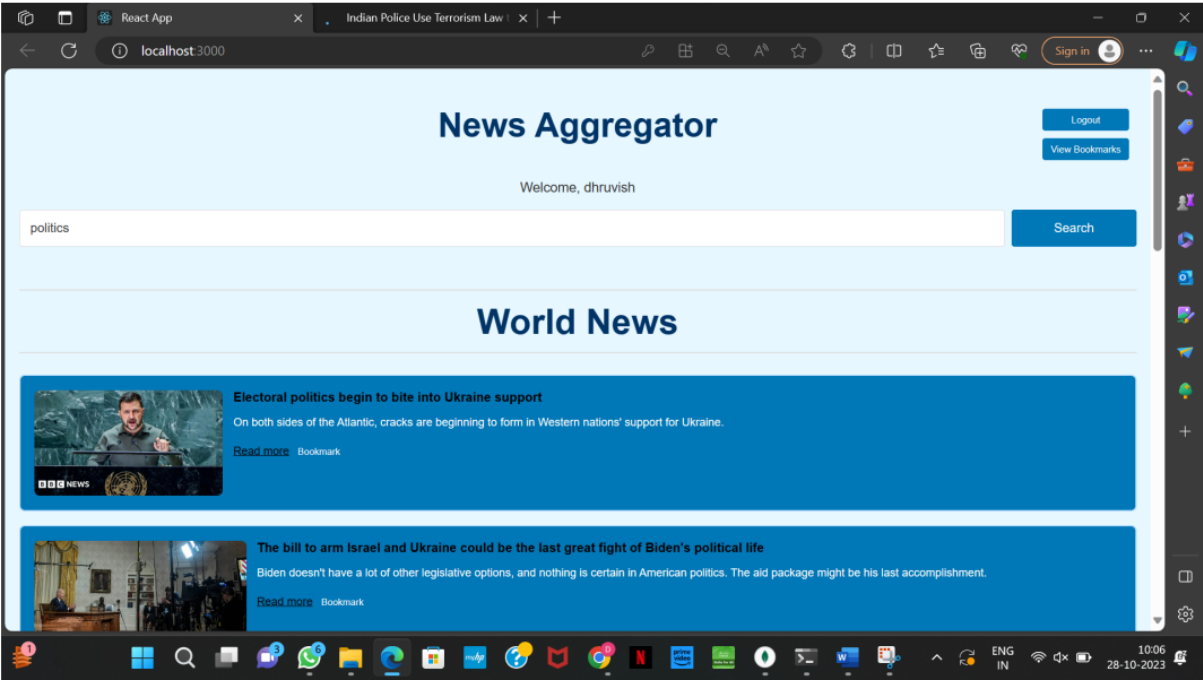 React App
Indian Police Use Terrorism Law t
localhost:3000
Sign in
News Aggregator
Logout
View Bookmarks
Welcome, dhruvish
politics
Search
World News
Electoral politics begin to bite into Ukraine support
On both sides of the Atlantic, cracks are beginning to form in Western nations' support for Ukraine.
Read more Bookmark
BBC NEWS
The bill to arm Israel and Ukraine could be the last great fight of Biden's political life
Biden doesn't have a lot of other legislative options, and nothing is certain in American politics. The aid package might be his last accomplishment.
Read more Bookmark
1
3
6
prime video
ENG
IN
10:06
28-10-2023